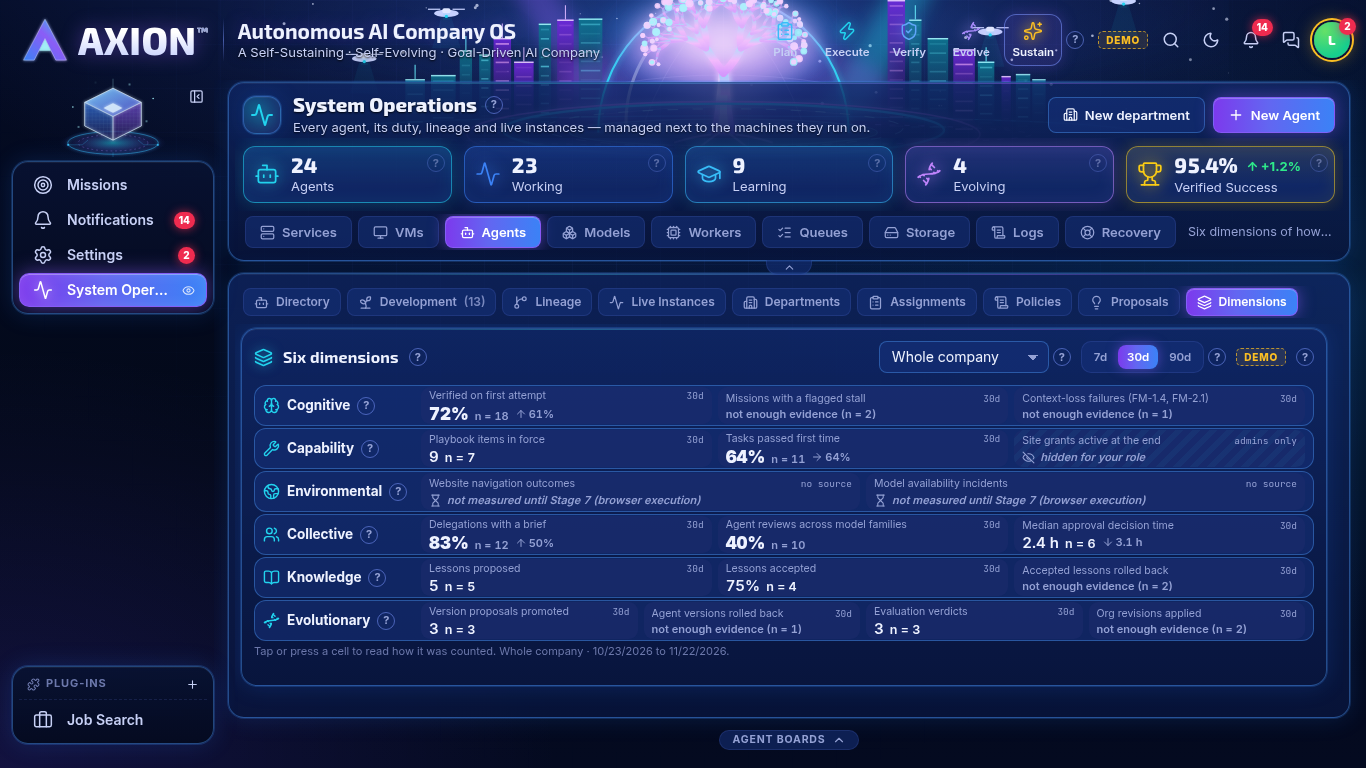 AXION™
Autonomous AI Company OS
A Self-Sustaining · Self-Evolving · Goal-Driven AI Company
Plan
Execute
Verify
Evolve
Sustain
?
DEMO
14
L
2
Missions
Notifications
14
Settings
2
System Oper...
PLUG-INS
+
Job Search
System Operations ?
Every agent, its duty, lineage and live instances — managed next to the machines they run on.
New department
+ New Agent
24
Agents
?
23
Working
?
9
Learning
?
4
Evolving
?
95.4% ↑ +1.2% ?
Verified Success
Services
VMs
Agents
Models
Workers
Queues
Storage
Logs
Recovery
Six dimensions of how...
Directory
Development (13)
Lineage
Live Instances
Departments
Assignments
Policies
Proposals
Dimensions
Six dimensions ?
Whole company
?
7d 30d 90d
?
DEMO
?
Cognitive ?
Verified on first attempt 30d
72% n = 18 ↑ 61%
Missions with a flagged stall 30d
not enough evidence (n = 2)
Context-loss failures (FM-1.4, FM-2.1) 30d
not enough evidence (n = 1)
Capability ?
Playbook items in force 30d
9 n = 7
Tasks passed first time 30d
64% n = 11 → 64%
Site grants active at the end admins only
hidden for your role
Environmental ?
Website navigation outcomes no source
not measured until Stage 7 (browser execution)
Model availability incidents no source
not measured until Stage 7 (browser execution)
Collective ?
Delegations with a brief 30d
83% n = 12 ↑ 50%
Agent reviews across model families 30d
40% n = 10
Median approval decision time 30d
2.4 h n = 6 ↓ 3.1 h
Knowledge ?
Lessons proposed 30d
5 n = 5
Lessons accepted 30d
75% n = 4
Accepted lessons rolled back 30d
not enough evidence (n = 2)
Evolutionary ?
Version proposals promoted 30d
3 n = 3
Agent versions rolled back 30d
not enough evidence (n = 1)
Evaluation verdicts 30d
3 n = 3
Org revisions applied 30d
not enough evidence (n = 2)
Tap or press a cell to read how it was counted. Whole company · 10/23/2026 to 11/22/2026.
AGENT BOARDS